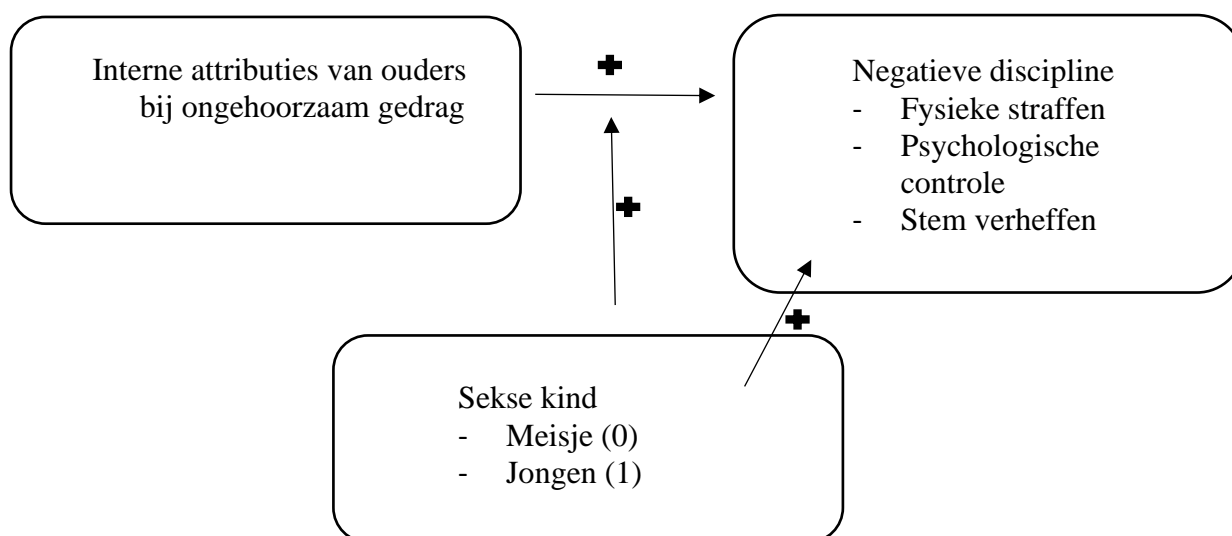 Interne attributies van ouders
bij ongehoorzaam gedrag
Negatieve discipline
- Fysieke straffen
- Psychologische
controle
- Stem verheffen
Sekse kind
- Meisje (0)
- Jongen (1)